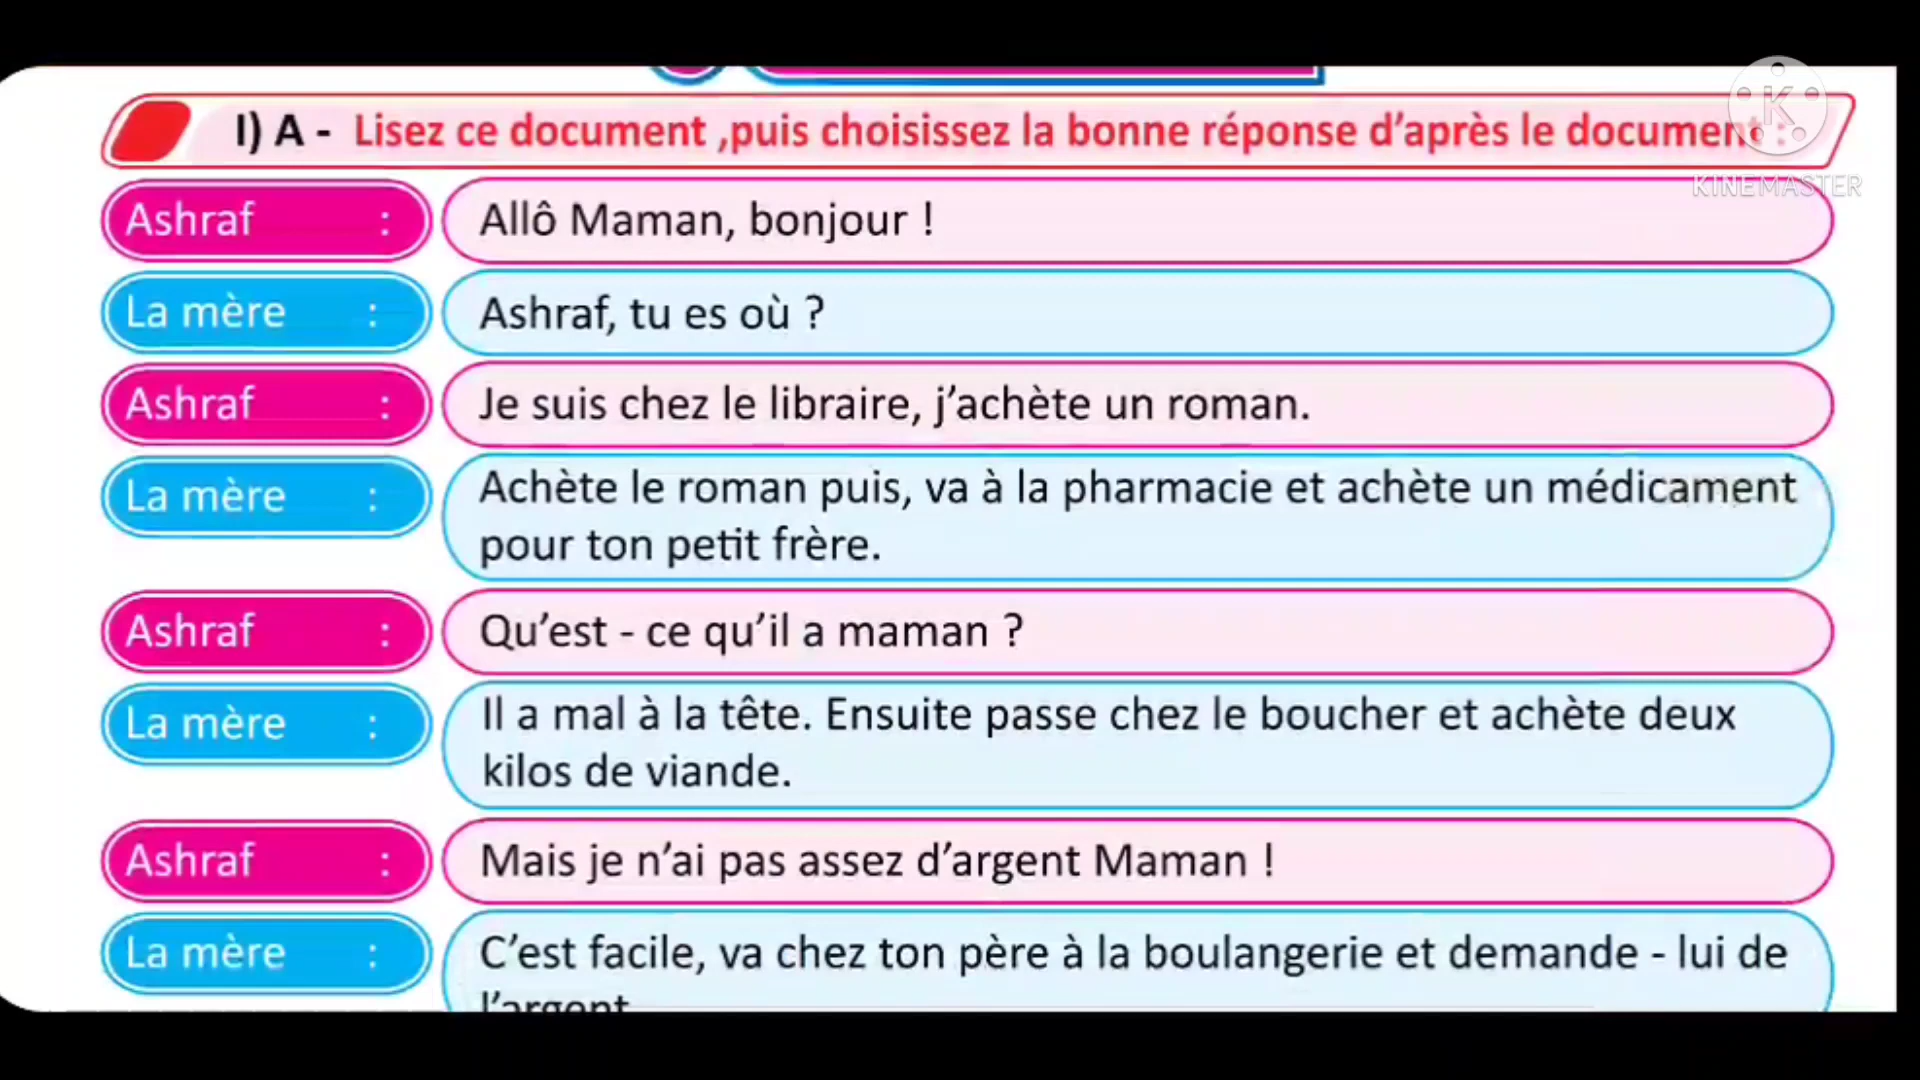 I) A - Lisez ce document ,puis choisissez la bonne réponse d’après le document :
KINEMASTER
Ashraf : Allô Maman, bonjour !
La mère : Ashraf, tu es où ?
Ashraf : Je suis chez le libraire, j’achète un roman.
La mère : Achète le roman puis, va à la pharmacie et achète un médicament
pour ton petit frère.
Ashraf : Qu’est - ce qu’il a maman ?
La mère : Il a mal à la tête. Ensuite passe chez le boucher et achète deux
kilos de viande.
Ashraf : Mais je n’ai pas assez d’argent Maman !
La mère : C’est facile, va chez ton père à la boulangerie et demande - lui de
l’argent